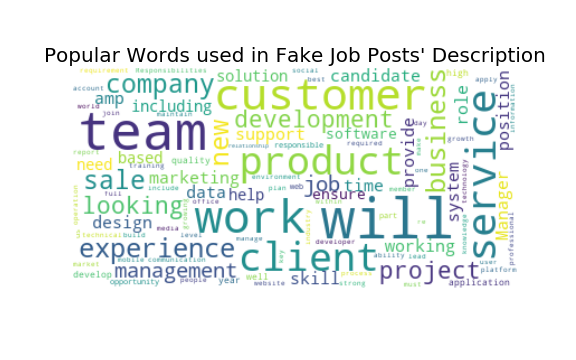 Popular Words used in Fake Job Posts' Description
requirement Responsibilities social high apply
company solution best candidate
account customer business role position information
amp including
world development service
join maintain
team new support software provide day growth
relationship responsible required
report need based quality product
training
sale marketing job time system technology
full include environment member
looking data help plan web ensure Manager
operation growing office within
design work will knowledge professional
media industry part re
$ technical build level developer
experience manage client working
key ability lead user
market mobile communication management skill process project platform
develop people well
opportunity year website strong must application